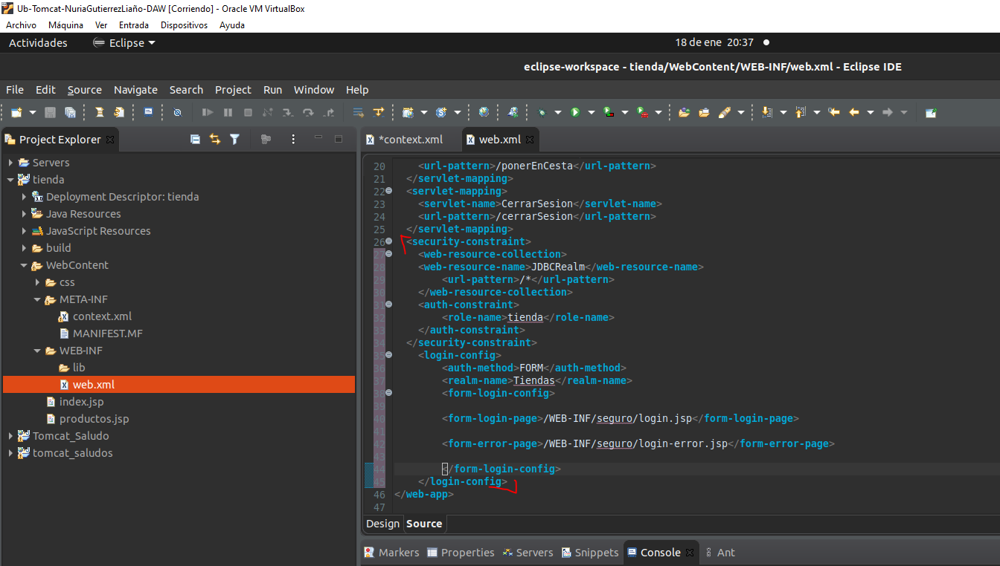 Ub-Tomcat-NuriaGutierrezLiaño-DAW [Corriendo] - Oracle VM VirtualBox
Archivo Máquina Ver Entrada Dispositivos Ayuda
Actividades Eclipse 18 de ene 20:37
eclipse-workspace - tienda/WebContent/WEB-INF/web.xml - Eclipse IDE
File Edit Source Navigate Search Project Run Window Help
Project Explorer
Servers
tienda
Deployment Descriptor: tienda
Java Resources
JavaScript Resources
build
WebContent
css
META-INF
context.xml
MANIFEST.MF
WEB-INF
lib
web.xml
index.jsp
productos.jsp
Tomcat_Saludo
tomcat_saludos
*context.xml web.xml
20 <url-pattern>/ponerEnCesta</url-pattern>
21 </servlet-mapping>
22 <servlet-mapping>
23 <servlet-name>CerrarSesion</servlet-name>
24 <url-pattern>/cerrarSesion</url-pattern>
25 </servlet-mapping>
26 <security-constraint>
27 <web-resource-collection>
28 <web-resource-name>JDBCRealm</web-resource-name>
29 <url-pattern>/*</url-pattern>
30 </web-resource-collection>
31 <auth-constraint>
32 <role-name>tienda</role-name>
33 </auth-constraint>
34 </security-constraint>
35 <login-config>
36 <auth-method>FORM</auth-method>
37 <realm-name>Tiendas</realm-name>
38 <form-login-config>
39
40 <form-login-page>/WEB-INF/seguro/login.jsp</form-login-page>
41
42 <form-error-page>/WEB-INF/seguro/login-error.jsp</form-error-page>
43
44 </form-login-config>
45 </login-config>
46 </web-app>
47
Design Source
Markers Properties Servers Snippets Console Ant